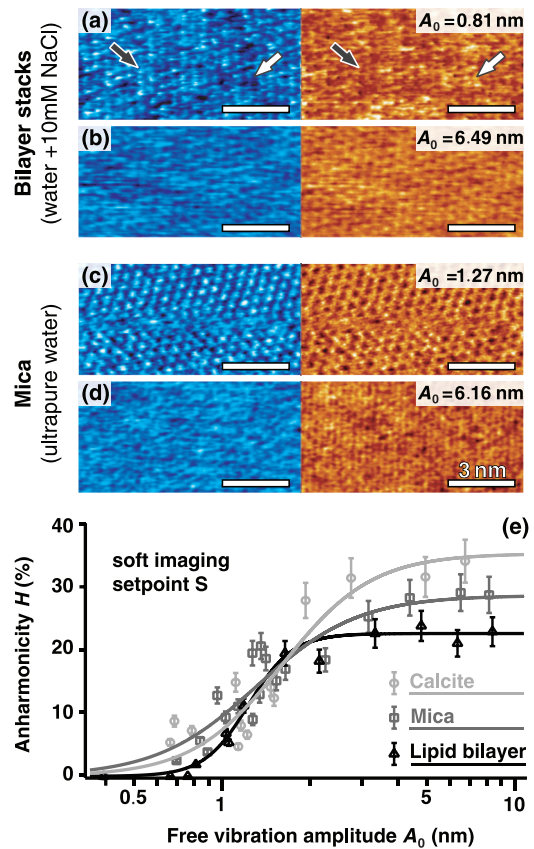 Bilayer stacks
(water +10mM NaCl)
(a)
A₀ = 0.81 nm
(b)
A₀ = 6.49 nm
Mica
(ultrapure water)
(c)
A₀ = 1.27 nm
(d)
A₀ = 6.16 nm
3 nm
(e)
soft imaging
setpoint S
Anharmonicity H (%)
40
30
20
10
0
Calcite
Mica
Lipid bilayer
0.5
1
5
10
Free vibration amplitude A₀ (nm)